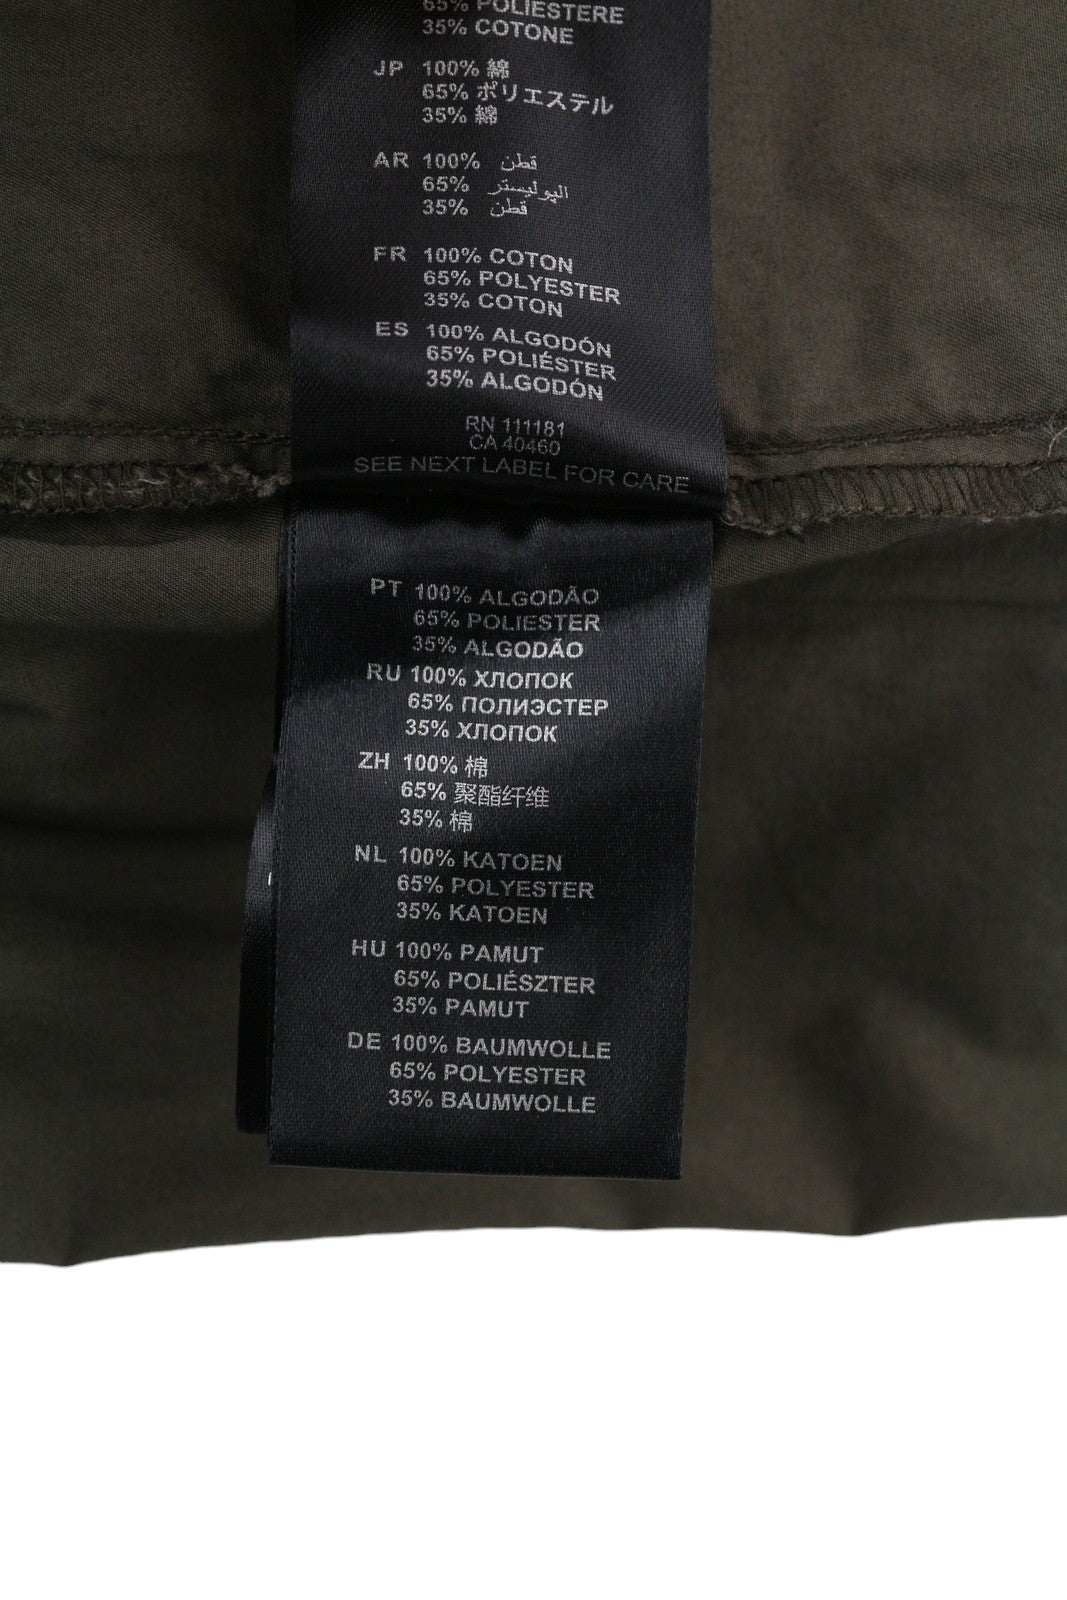 65% POLIESTERE
35% COTONE
JP 100% 綿
65% ポリエステル
35% 綿
AR 100% قطن
65% البوليستر
35% قطن
FR 100% COTON
65% POLYESTER
35% COTON
ES 100% ALGODÓN
65% POLIÉSTER
35% ALGODÓN
RN 111181
CA 40460
SEE NEXT LABEL FOR CARE
PT 100% ALGODÃO
65% POLIESTER
35% ALGODÃO
RU 100% ХЛОПОК
65% ПОЛИЭСТЕР
35% ХЛОПОК
ZH 100% 棉
65% 聚酯纤维
35% 棉
NL 100% KATOEN
65% POLYESTER
35% KATOEN
HU 100% PAMUT
65% POLIÉSZTER
35% PAMUT
DE 100% BAUMWOLLE
65% POLYESTER
35% BAUMWOLLE